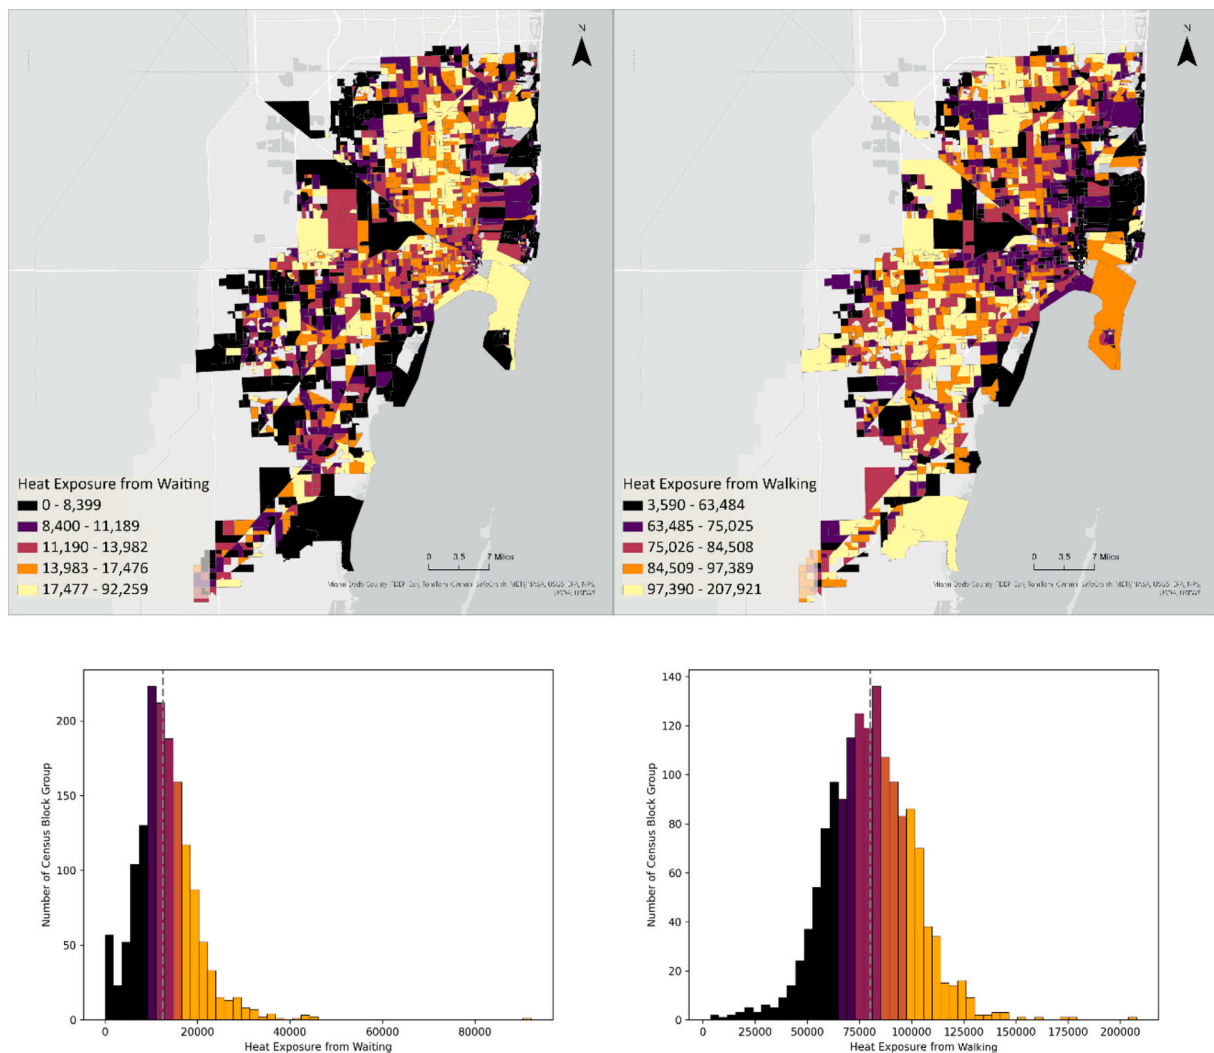 N
N
Heat Exposure from Waiting
0 - 8,399
8,400 - 11,189
11,190 - 13,982
13,983 - 17,476
17,477 - 92,259
0 3.5 7 Miles
Heat Exposure from Walking
3,590 - 63,484
63,485 - 75,025
75,026 - 84,508
84,509 - 97,389
97,390 - 207,921
0 3.5 7 Miles
Number of Census Block Group
200
150
100
50
0
0 20000 40000 60000 80000
Heat Exposure from Waiting
Number of Census Block Group
140
120
100
80
60
40
20
0
25000 50000 75000 100000 125000 150000 175000 200000
Heat Exposure from Walking